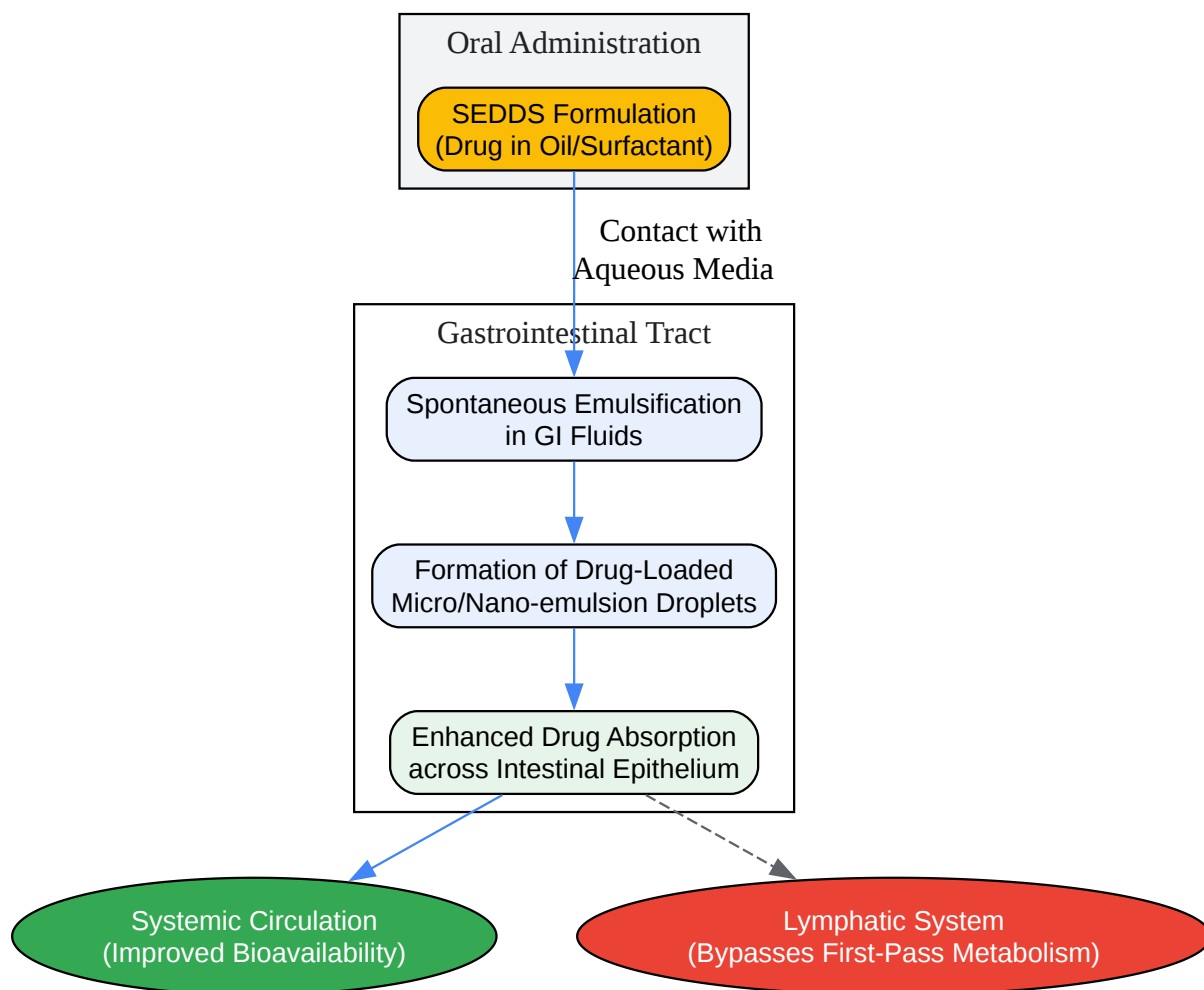 Oral Administration
SEDDS Formulation
(Drug in Oil/Surfactant)
Contact with
Aqueous Media
Gastrointestinal Tract
Spontaneous Emulsification
in GI Fluids
Formation of Drug-Loaded
Micro/Nano-emulsion Droplets
Enhanced Drug Absorption
across Intestinal Epithelium
Systemic Circulation
(Improved Bioavailability)
Lymphatic System
(Bypasses First-Pass Metabolism)